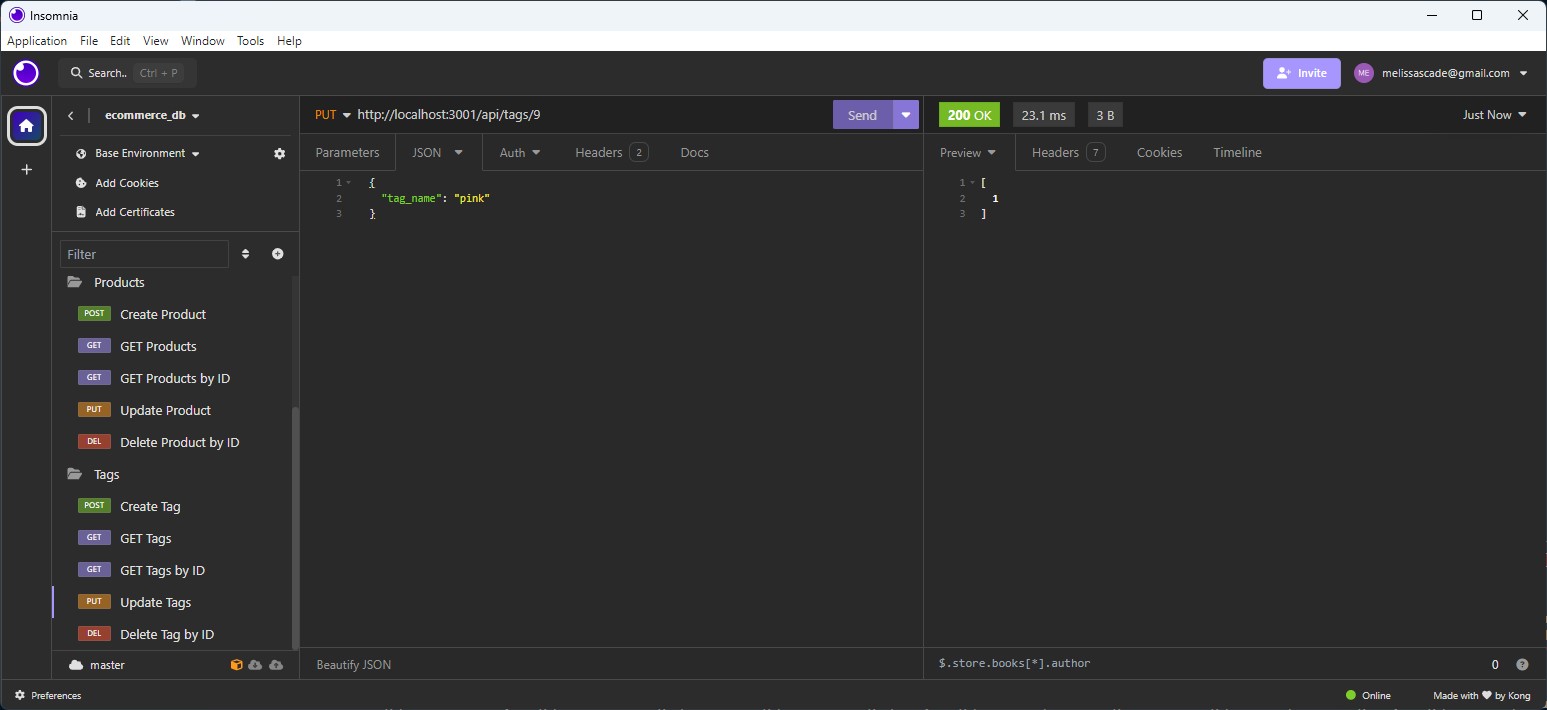 Insomnia
Application File Edit View Window Tools Help
Search.. Ctrl + P
Invite
ME melissascade@gmail.com
ecommerce_db
Base Environment
Add Cookies
Add Certificates
Filter
Products
POST Create Product
GET GET Products
GET GET Products by ID
PUT Update Product
DEL Delete Product by ID
Tags
POST Create Tag
GET GET Tags
GET GET Tags by ID
PUT Update Tags
DEL Delete Tag by ID
master
PUT http://localhost:3001/api/tags/9 Send
Parameters JSON Auth Headers 2 Docs
1 {
2 "tag_name": "pink"
3 }
Beautify JSON
200 OK 23.1 ms 3 B Just Now
Preview Headers 7 Cookies Timeline
1 [
2 1
3 ]
$.store.books[*].author 0 ?
Preferences
Online Made with ❤ by Kong